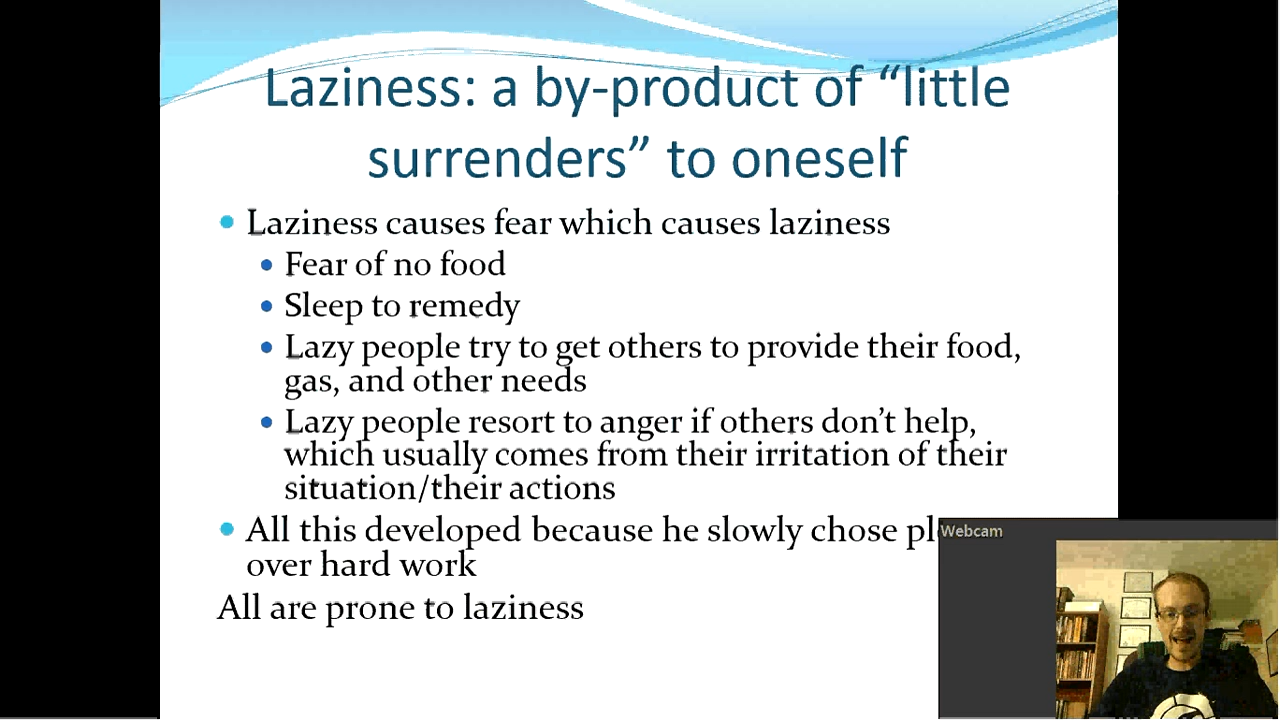 Laziness: a by-product of “little
surrenders” to oneself
Laziness causes fear which causes laziness
Fear of no food
Sleep to remedy
Lazy people try to get others to provide their food,
gas, and other needs
Lazy people resort to anger if others don’t help,
which usually comes from their irritation of their
situation/their actions
All this developed because he slowly chose
over hard work
All are prone to laziness
Webcam